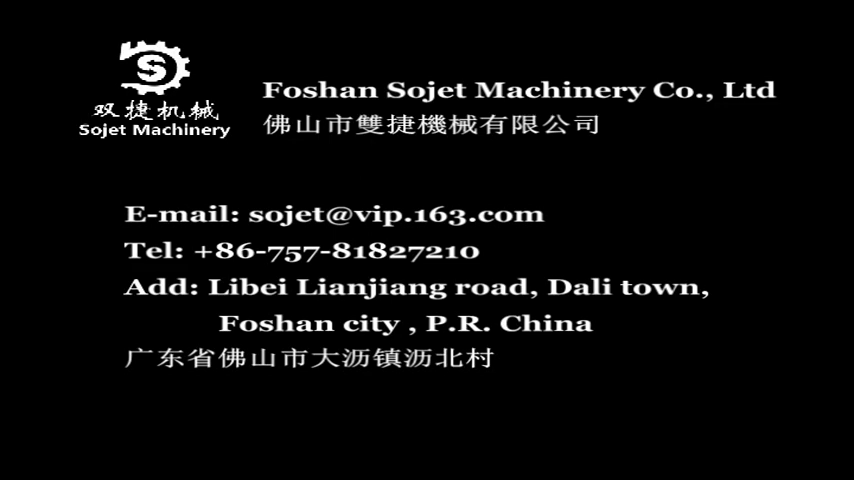 S
双捷机械
Sojet Machinery
Foshan Sojet Machinery Co., Ltd
佛山市雙捷機械有限公司
E-mail: sojet@vip.163.com
Tel: +86-757-81827210
Add: Libei Lianjiang road, Dali town,
Foshan city , P.R. China
广东省佛山市大沥镇沥北村